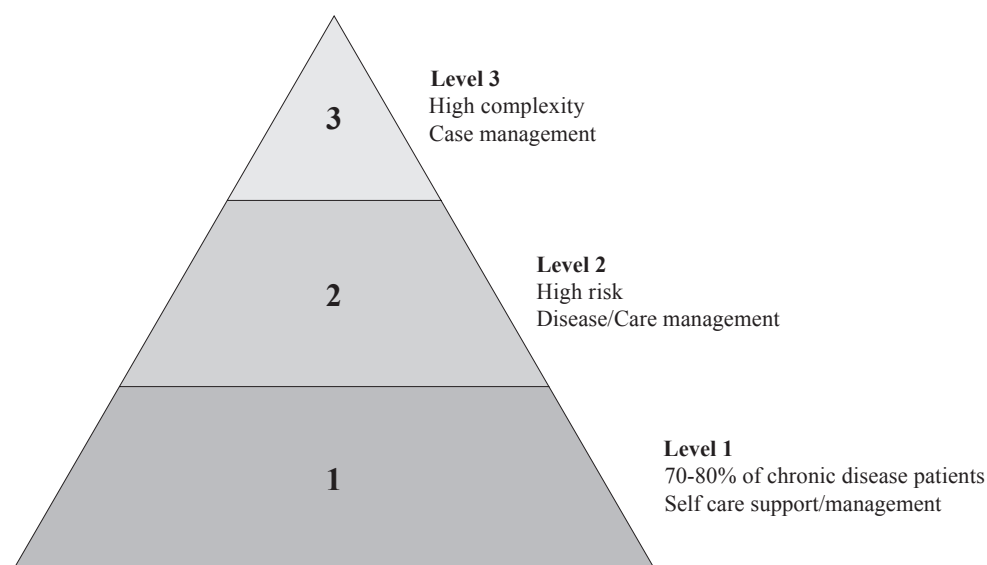 3
Level 3
High complexity
Case management
2
Level 2
High risk
Disease/Care management
1
Level 1
70-80% of chronic disease patients
Self care support/management